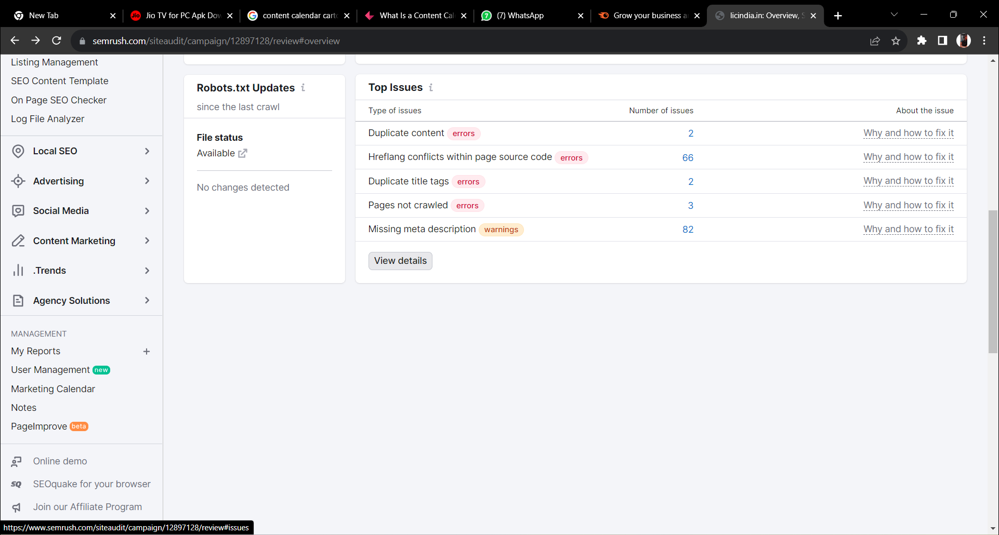 New Tab
Jio TV for PC Apk Dow
content calendar carto
What Is a Content Cal
(7) WhatsApp
Grow your business a
licindia.in: Overview, S
semrush.com/siteaudit/campaign/12897128/review#overview
Listing Management
SEO Content Template
On Page SEO Checker
Log File Analyzer
Local SEO
Advertising
Social Media
Content Marketing
.Trends
Agency Solutions
MANAGEMENT
My Reports
User Management new
Marketing Calendar
Notes
PageImprove beta
Online demo
SQ SEOquake for your browser
Join our Affiliate Program
Robots.txt Updates i
since the last crawl
File status
Available
No changes detected
Top Issues i
Type of issues Number of issues About the issue
Duplicate content errors 2 Why and how to fix it
Hreflang conflicts within page source code errors 66 Why and how to fix it
Duplicate title tags errors 2 Why and how to fix it
Pages not crawled errors 3 Why and how to fix it
Missing meta description warnings 82 Why and how to fix it
View details
https://www.semrush.com/siteaudit/campaign/12897128/review#issues